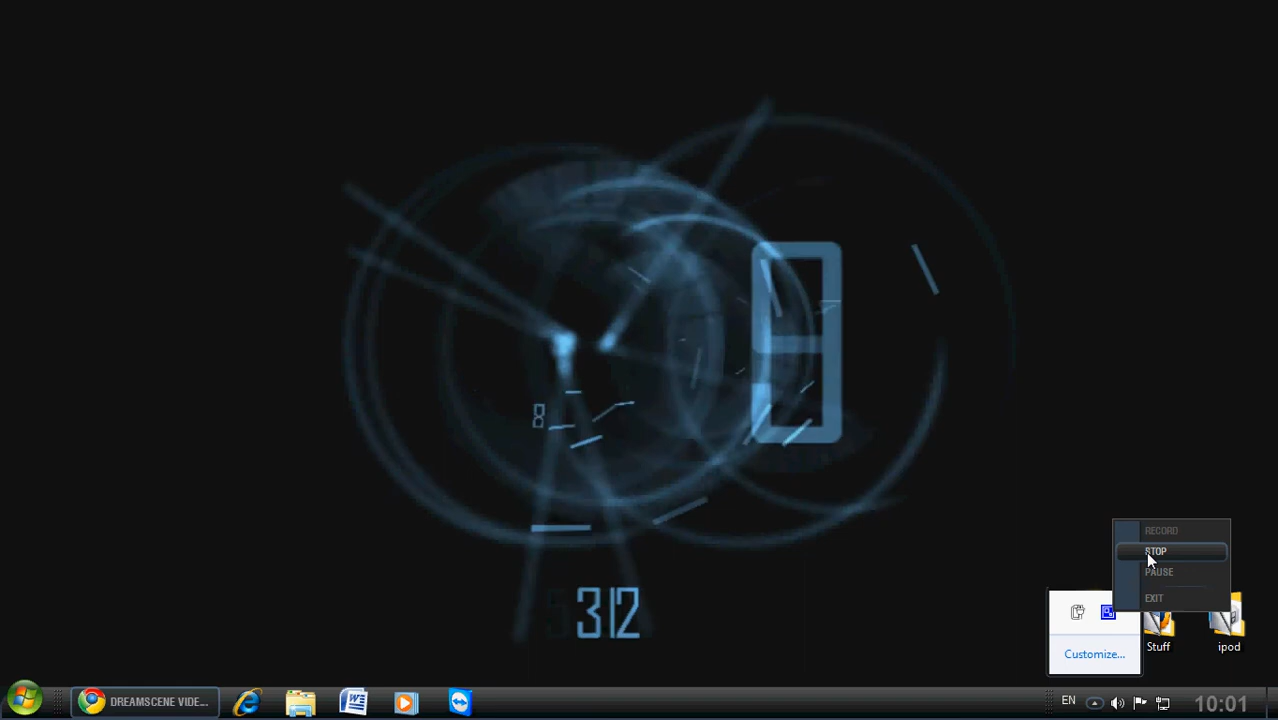 8
312
RECORD
STOP
PAUSE
EXIT
Customize...
Stuff
ipod
DREAMSCENE VIDE...
EN
10:01